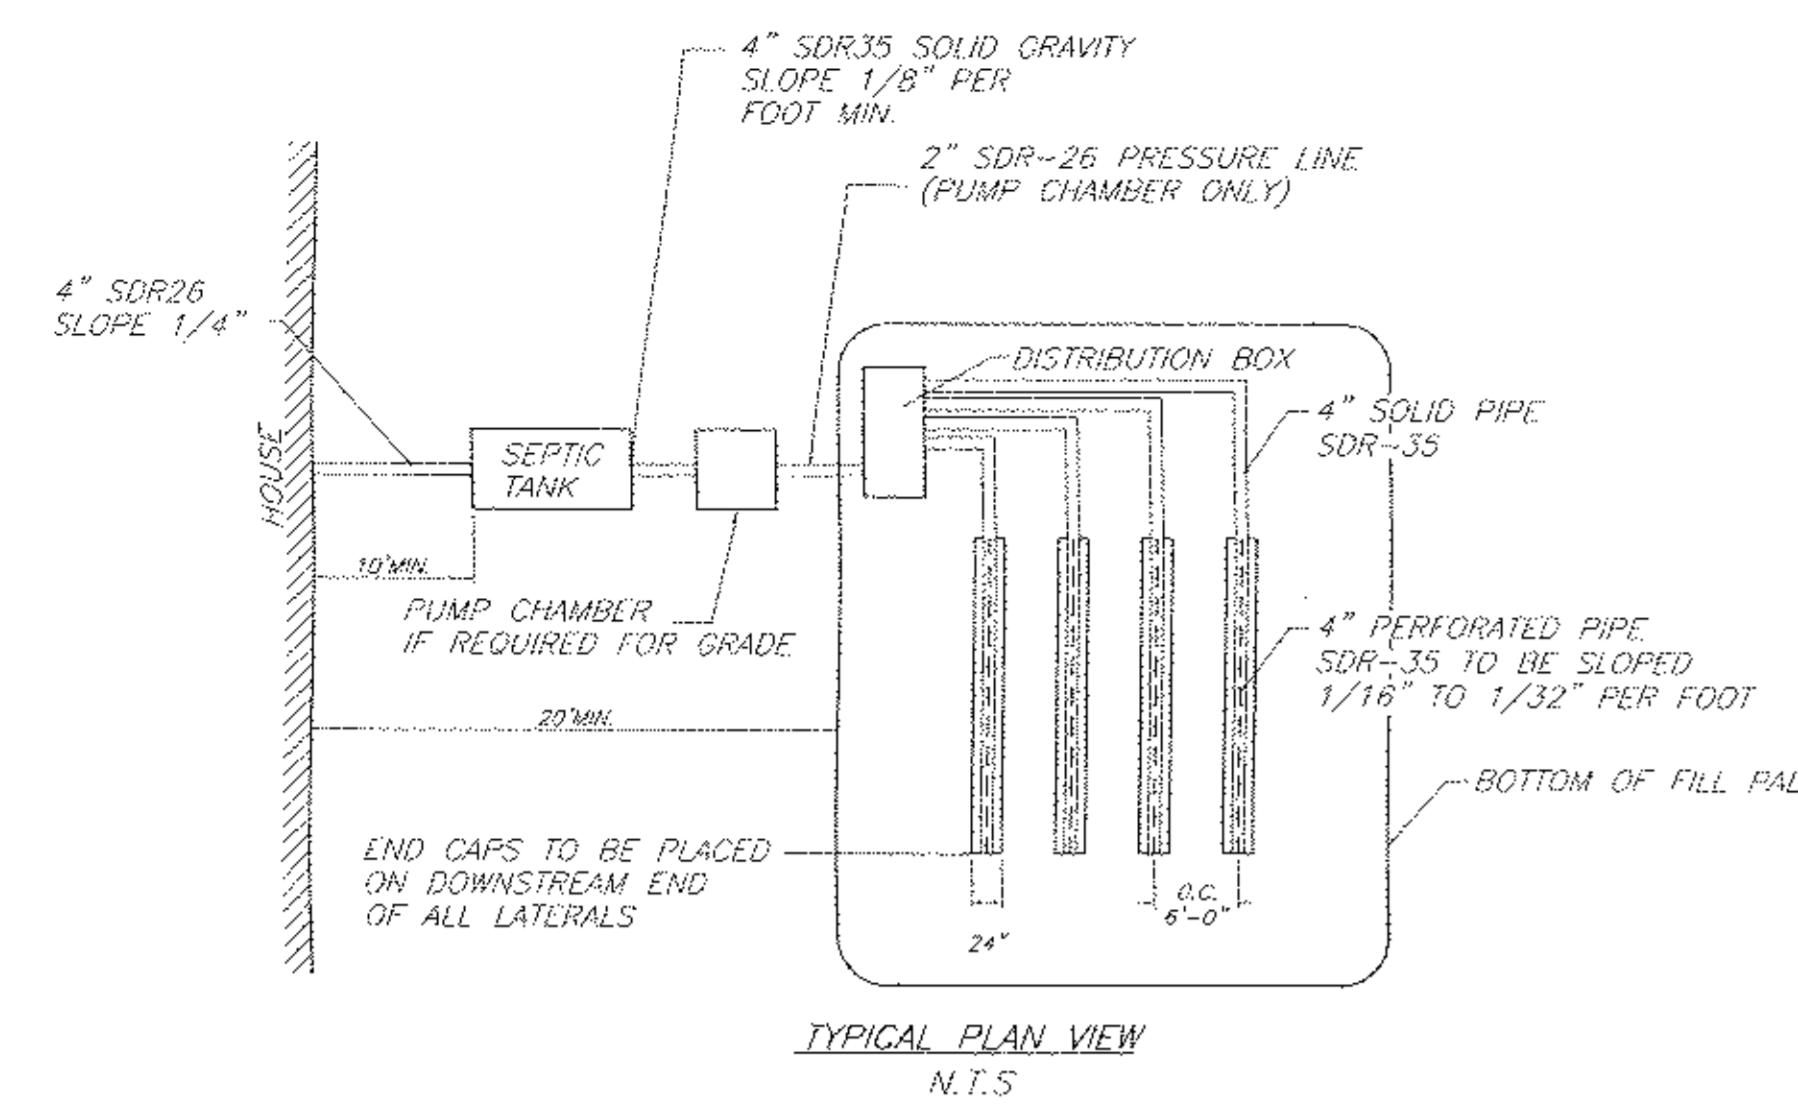 4" SDR35 SOLID GRAVITY
SLOPE 1/8" PER
FOOT MIN.
2" SDR-26 PRESSURE LINE
(PUMP CHAMBER ONLY)
4" SDR26
SLOPE 1/4"
DISTRIBUTION BOX
4" SOLID PIPE
SDR-35
HOUSE
SEPTIC
TANK
10'MIN.
PUMP CHAMBER
IF REQUIRED FOR GRADE
4" PERFORATED PIPE
SDR-35 TO BE SLOPED
1/16" TO 1/32" PER FOOT
20'MIN.
BOTTOM OF FILL PAD
END CAPS TO BE PLACED
ON DOWNSTREAM END
OF ALL LATERALS
O.C.
6'-0"
24"
TYPICAL PLAN VIEW
N.T.S